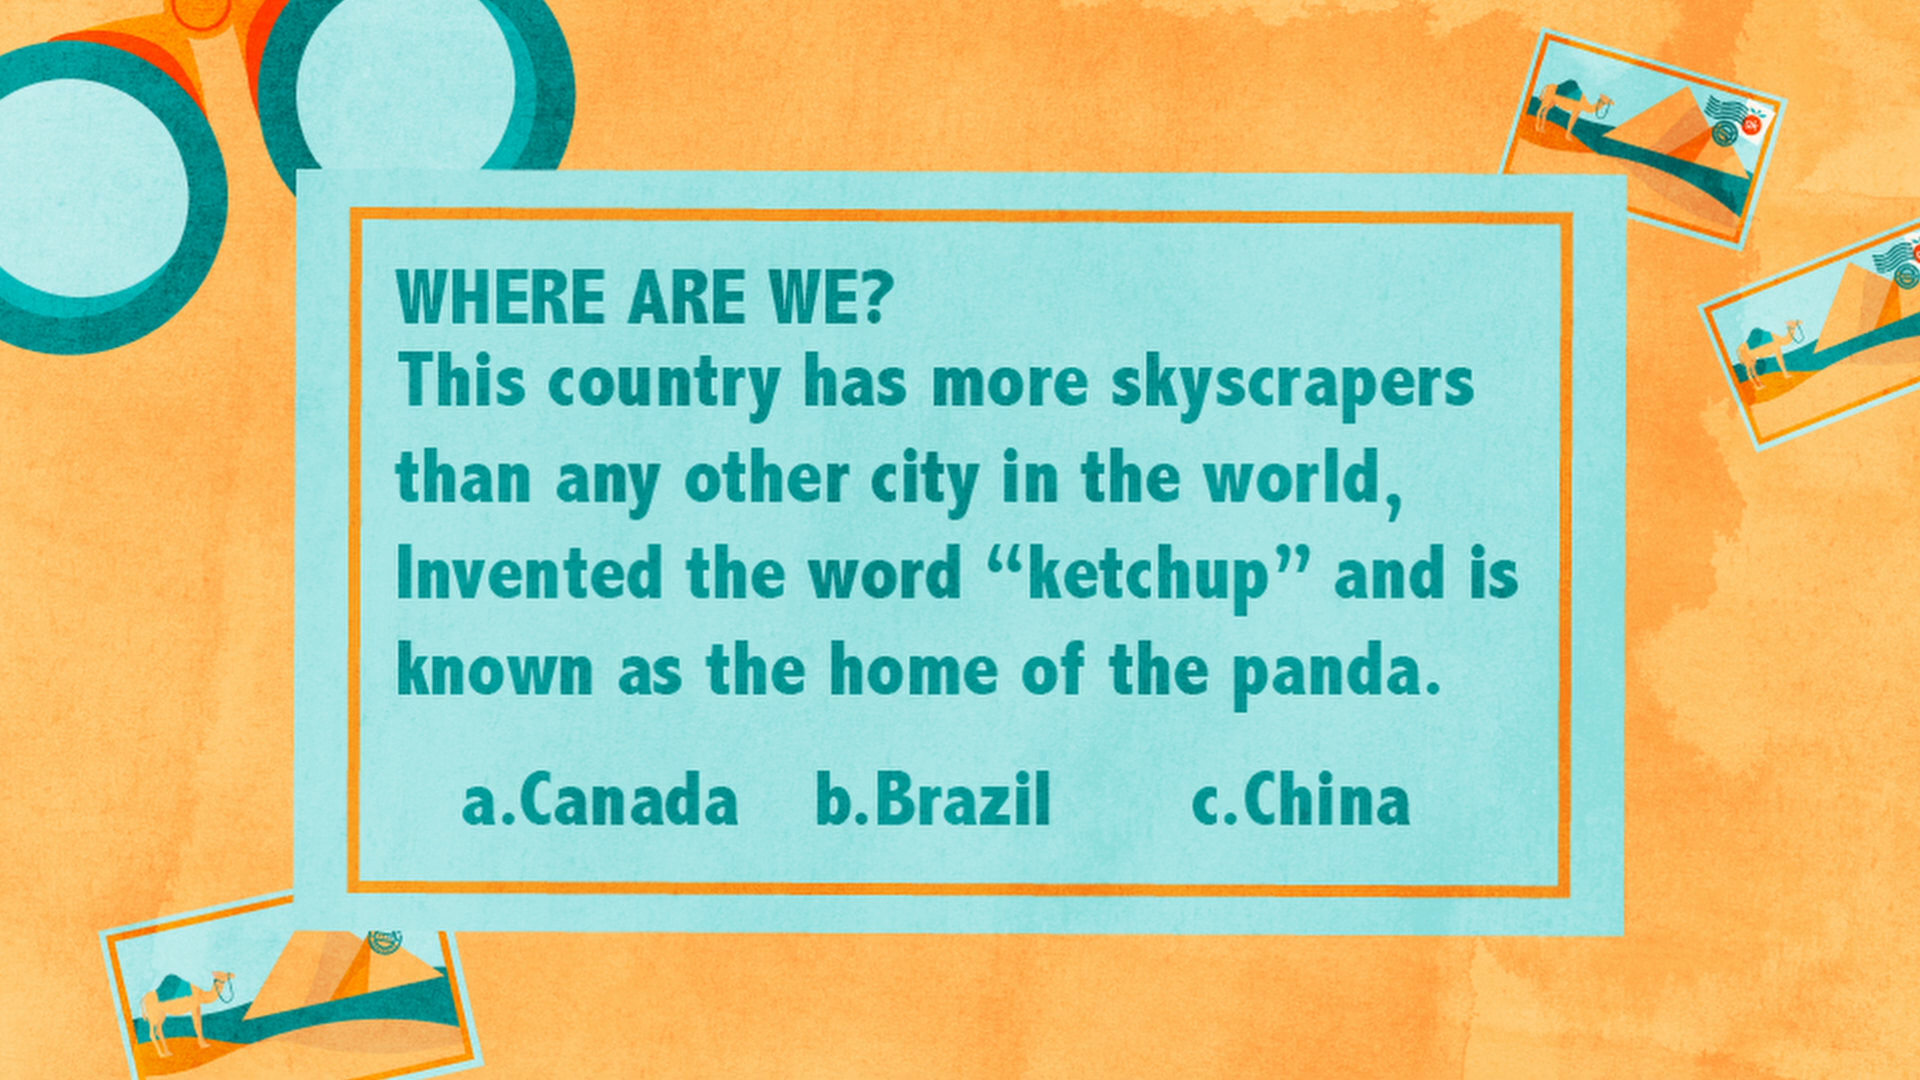 WHERE ARE WE?
This country has more skyscrapers
than any other city in the world,
Invented the word “ketchup” and is
known as the home of the panda.
a.Canada b.Brazil c.China